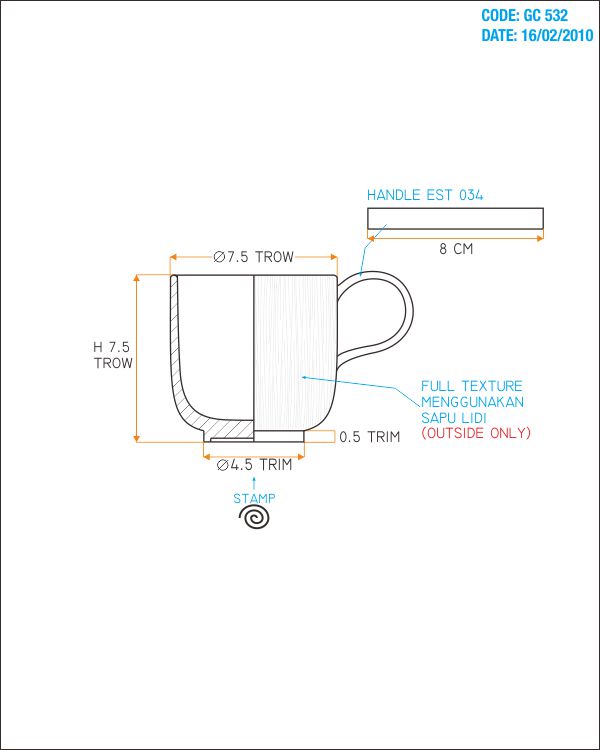 CODE: GC 532
DATE: 16/02/2010
HANDLE EST 034
8 CM
Ø7.5 TROW
H 7.5
TROW
FULL TEXTURE
MENGGUNAKAN
SAPU LIDI
(OUTSIDE ONLY)
0.5 TRIM
Ø4.5 TRIM
STAMP